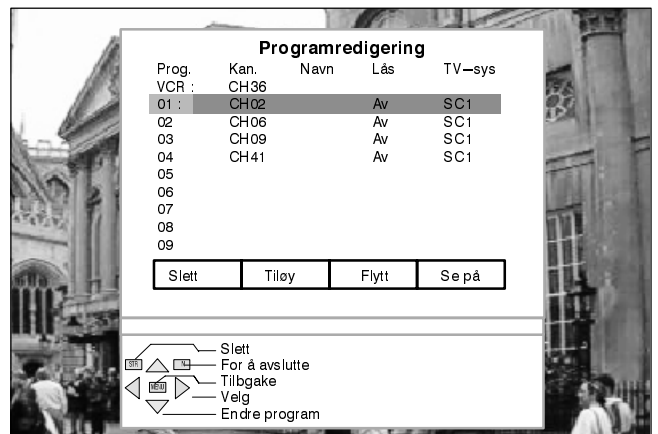 Programredigering
Prog. Kan. Navn Lås TV-sys
VCR : CH36
01 : CH02 Av SC1
02 CH06 Av SC1
03 CH09 Av SC1
04 CH41 Av SC1
05
06
07
08
09
Slett Tiløy Flytt Se på
Slett
STR N
For å avslutte
MENU
Tilbgake
Velg
Endre program